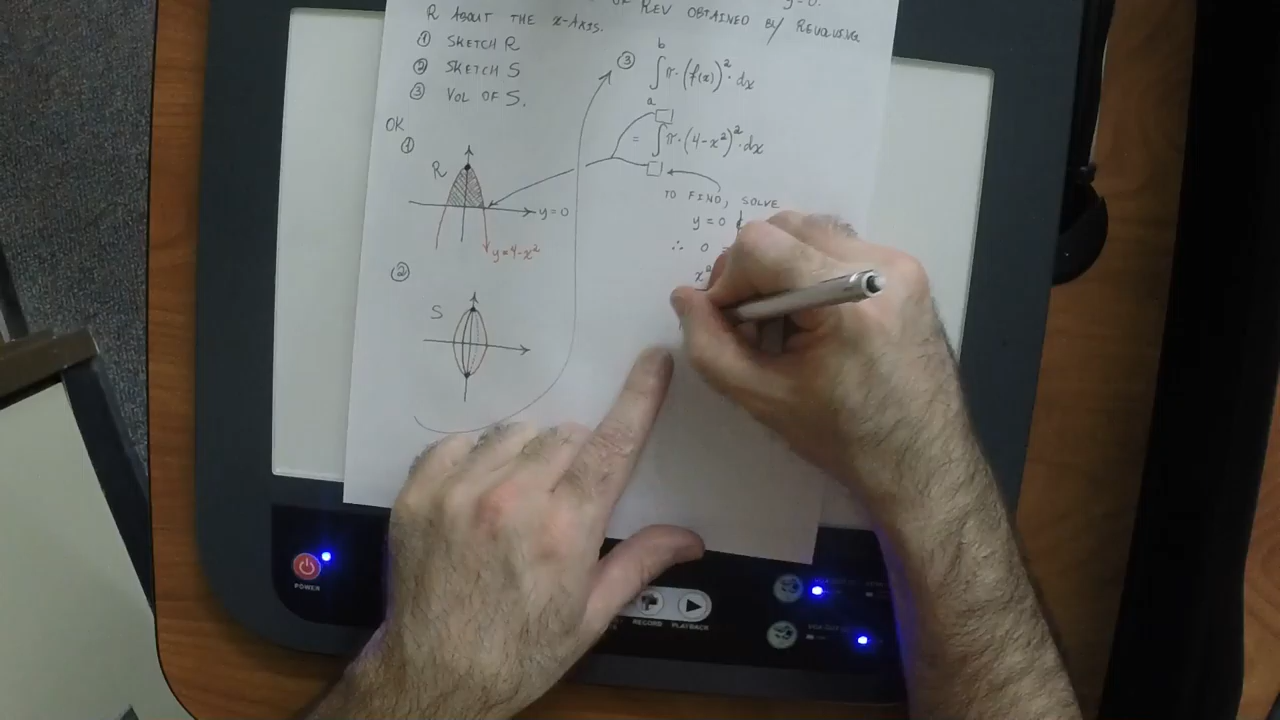 y=0.
OF REV OBTAINED BY REVOLVING
R ABOUT THE x-AXIS.
① SKETCH R
② SKETCH S
③ VOL OF S.
OK
①
R
y=0
y=4-x²
②
S
③ b
∫π·(f(x))²·dx
a
= ∫π·(4-x²)²·dx
TO FIND, SOLVE
y=0 &
∴ 0 =
x²
POWER
RECORD
PLAYBACK